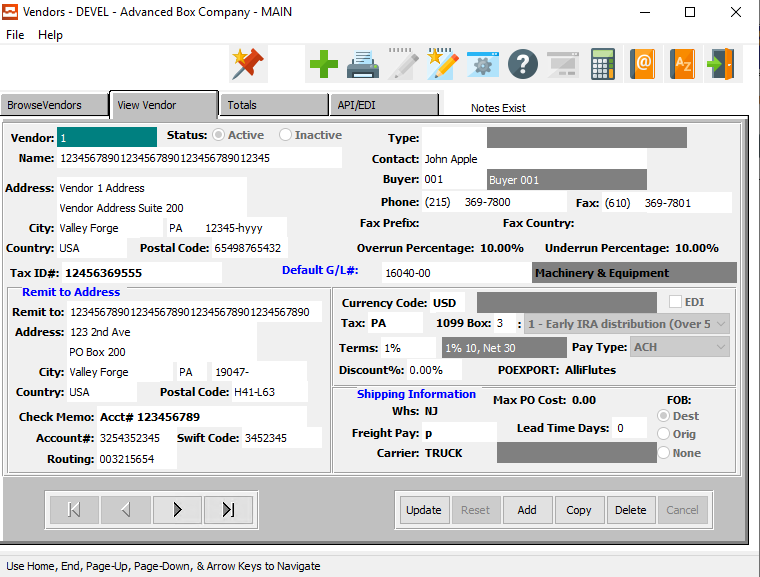 Vendors - DEVEL - Advanced Box Company - MAIN
File Help
BrowseVendors View Vendor Totals API/EDI Notes Exist
Vendor: 1 Status: Active Inactive Type:
Name: 1234567890123456789012345678901 2345 Contact: John Apple
Buyer: 001 Buyer 001
Address: Vendor 1 Address
Phone: (215) 369-7800 Fax: (610) 369-7801
Vendor Address Suite 200
City: Valley Forge PA 12345-hyyy Fax Prefix: Fax Country:
Country: USA Postal Code: 65498765432 Overrun Percentage: 10.00% Underrun Percentage: 10.00%
Tax ID#: 12456369555 Default G/L#: 16040-00 Machinery & Equipment
Remit to Address
Remit to: 1234567890123456789012345678901234567890
Address: 123 2nd Ave
PO Box 200
City: Valley Forge PA 19047-
Country: USA Postal Code: H41-L63
Check Memo: Acct# 123456789
Account#: 3254352345 Swift Code: 3452345
Routing: 003215654
Currency Code: USD EDI
Tax: PA 1099 Box: 3 : 1 - Early IRA distribution (Over 5
Terms: 1% 1% 10, Net 30 Pay Type: ACH
Discount%: 0.00% POEXPORT: AlliFlutes
Shipping Information Max PO Cost: 0.00 FOB:
Whs: NJ Dest
Freight Pay: p Lead Time Days: 0 Orig
Carrier: TRUCK None
Update Reset Add Copy Delete Cancel
Use Home, End, Page-Up, Page-Down, & Arrow Keys to Navigate